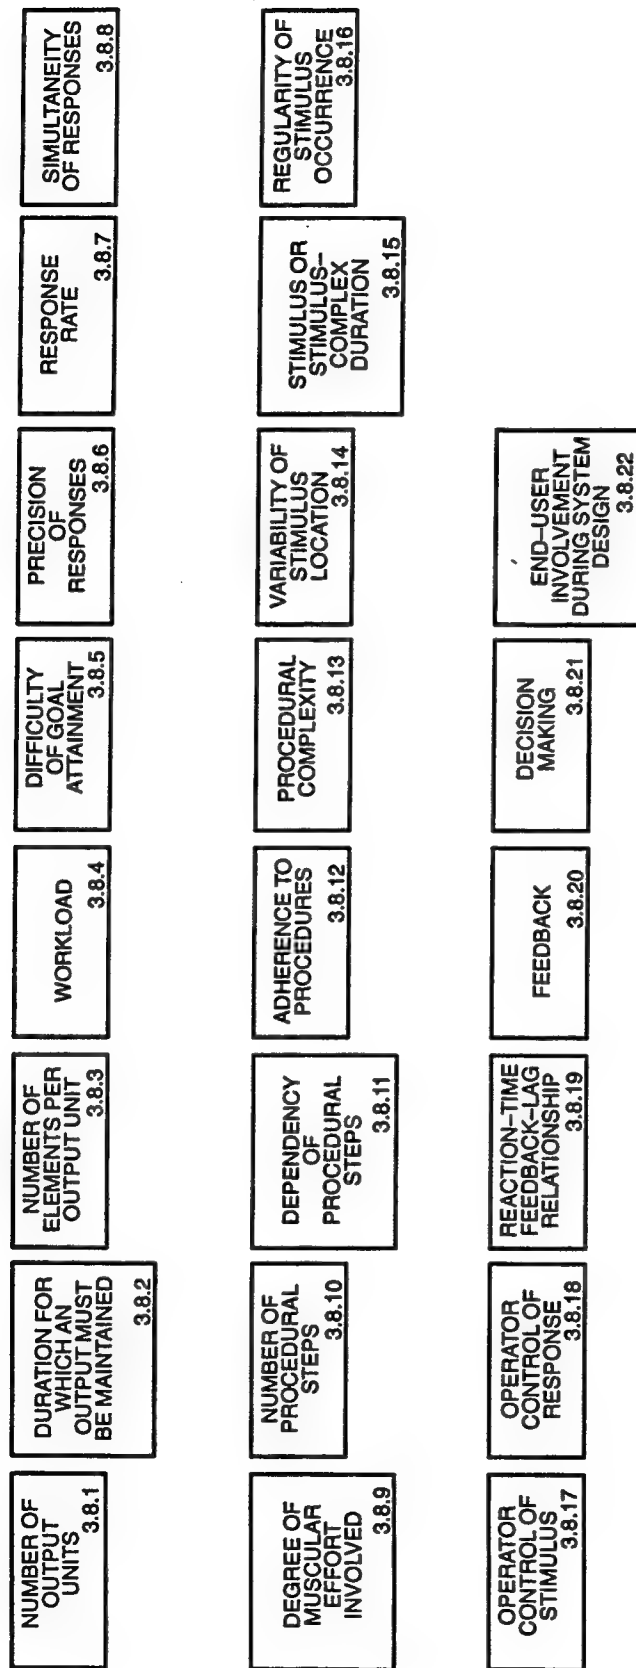 NUMBER OF
OUTPUT
UNITS
3.8.1
DURATION FOR
WHICH AN
OUTPUT MUST
BE MAINTAINED
3.8.2
NUMBER OF
ELEMENTS PER
OUTPUT UNIT
3.8.3
WORKLOAD
3.8.4
DIFFICULTY
OF GOAL
ATTAINMENT
3.8.5
PRECISION
OF
RESPONSES
3.8.6
RESPONSE
RATE
3.8.7
SIMULTANEITY
OF RESPONSES
3.8.8
DEGREE OF
MUSCULAR
EFFORT
INVOLVED
3.8.9
NUMBER OF
PROCEDURAL
STEPS
3.8.10
DEPENDENCY
OF
PROCEDURAL
STEPS
3.8.11
ADHERENCE TO
PROCEDURES
3.8.12
PROCEDURAL
COMPLEXITY
3.8.13
VARIABILITY OF
STIMULUS
LOCATION
3.8.14
STIMULUS OR
STIMULUS–
COMPLEX
DURATION
3.8.15
REGULARITY OF
STIMULUS
OCCURRENCE
3.8.16
OPERATOR
CONTROL OF
STIMULUS
3.8.17
OPERATOR
CONTROL OF
RESPONSE
3.8.18
REACTION–TIME
FEEDBACK–LAG
RELATIONSHIP
3.8.19
FEEDBACK
3.8.20
DECISION
MAKING
3.8.21
END–USER
INVOLVEMENT
DURING SYSTEM
DESIGN
3.8.22